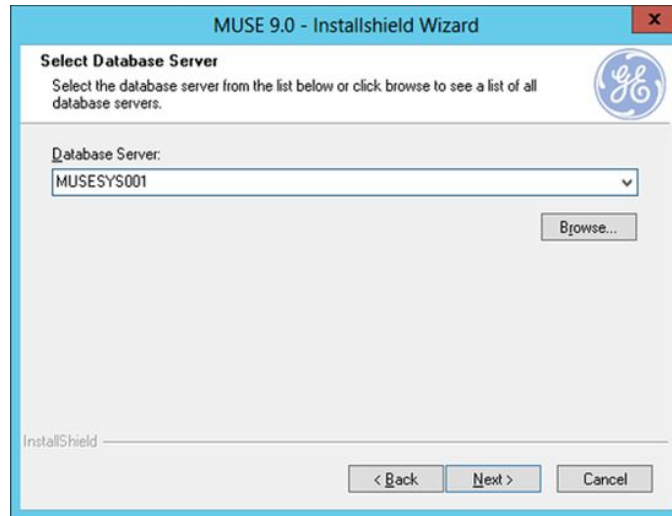 MUSE 9.0 - Installshield Wizard
x
Select Database Server
Select the database server from the list below or click browse to see a list of all
database servers.
GE
Database Server:
MUSESYS001
Browse...
InstallShield
< Back
Next >
Cancel